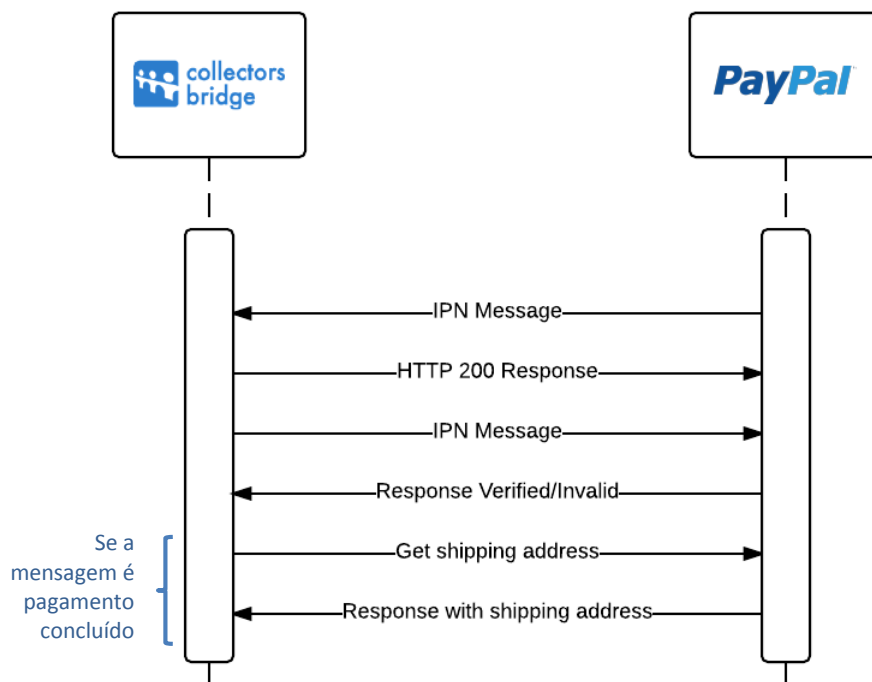 collectors
bridge
PayPal
IPN Message
HTTP 200 Response
IPN Message
Response Verified/Invalid
Se a
mensagem é
pagamento
concluído
Get shipping address
Response with shipping address